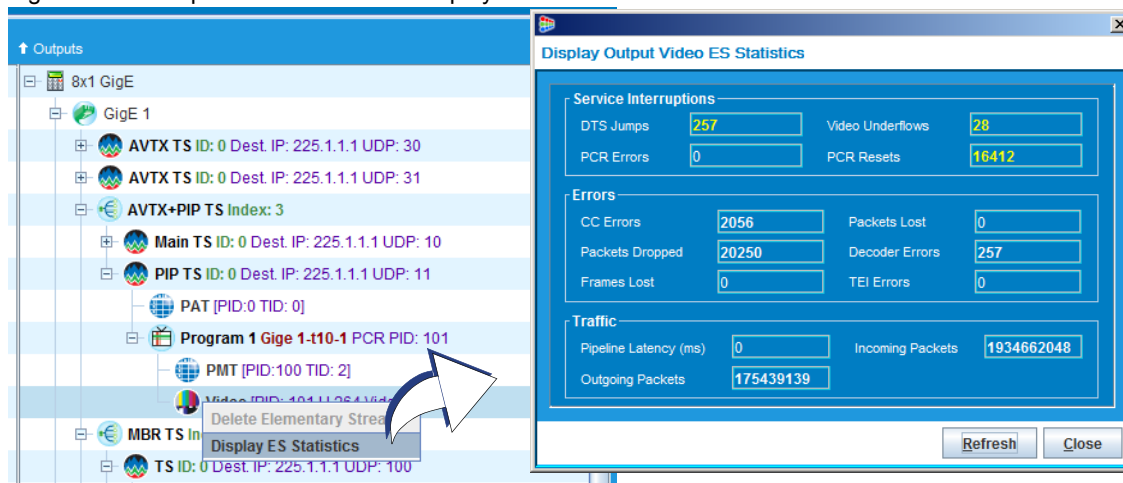 Outputs
8x1 GigE
GigE 1
AVTX TS ID: 0 Dest. IP: 225.1.1.1 UDP: 30
AVTX TS ID: 0 Dest. IP: 225.1.1.1 UDP: 31
AVTX+PIP TS Index: 3
Main TS ID: 0 Dest. IP: 225.1.1.1 UDP: 10
PIP TS ID: 0 Dest. IP: 225.1.1.1 UDP: 11
PAT [PID:0 TID: 0]
Program 1 Gige 1-t10-1 PCR PID: 101
PMT [PID:100 TID: 2]
Video [PID: 101 H.264 Vid
Delete Elementary Strea
MBR TS In
Display ES Statistics
TS ID: 0 Dest. IP: 225.1.1.1 UDP: 100
Display Output Video ES Statistics
Service Interruptions
DTS Jumps 257 Video Underflows 28
PCR Errors 0 PCR Resets 16412
Errors
CC Errors 2056 Packets Lost 0
Packets Dropped 20250 Decoder Errors 257
Frames Lost 0 TEI Errors 0
Traffic
Pipeline Latency (ms) 0 Incoming Packets 1934662048
Outgoing Packets 175439139
Refresh Close